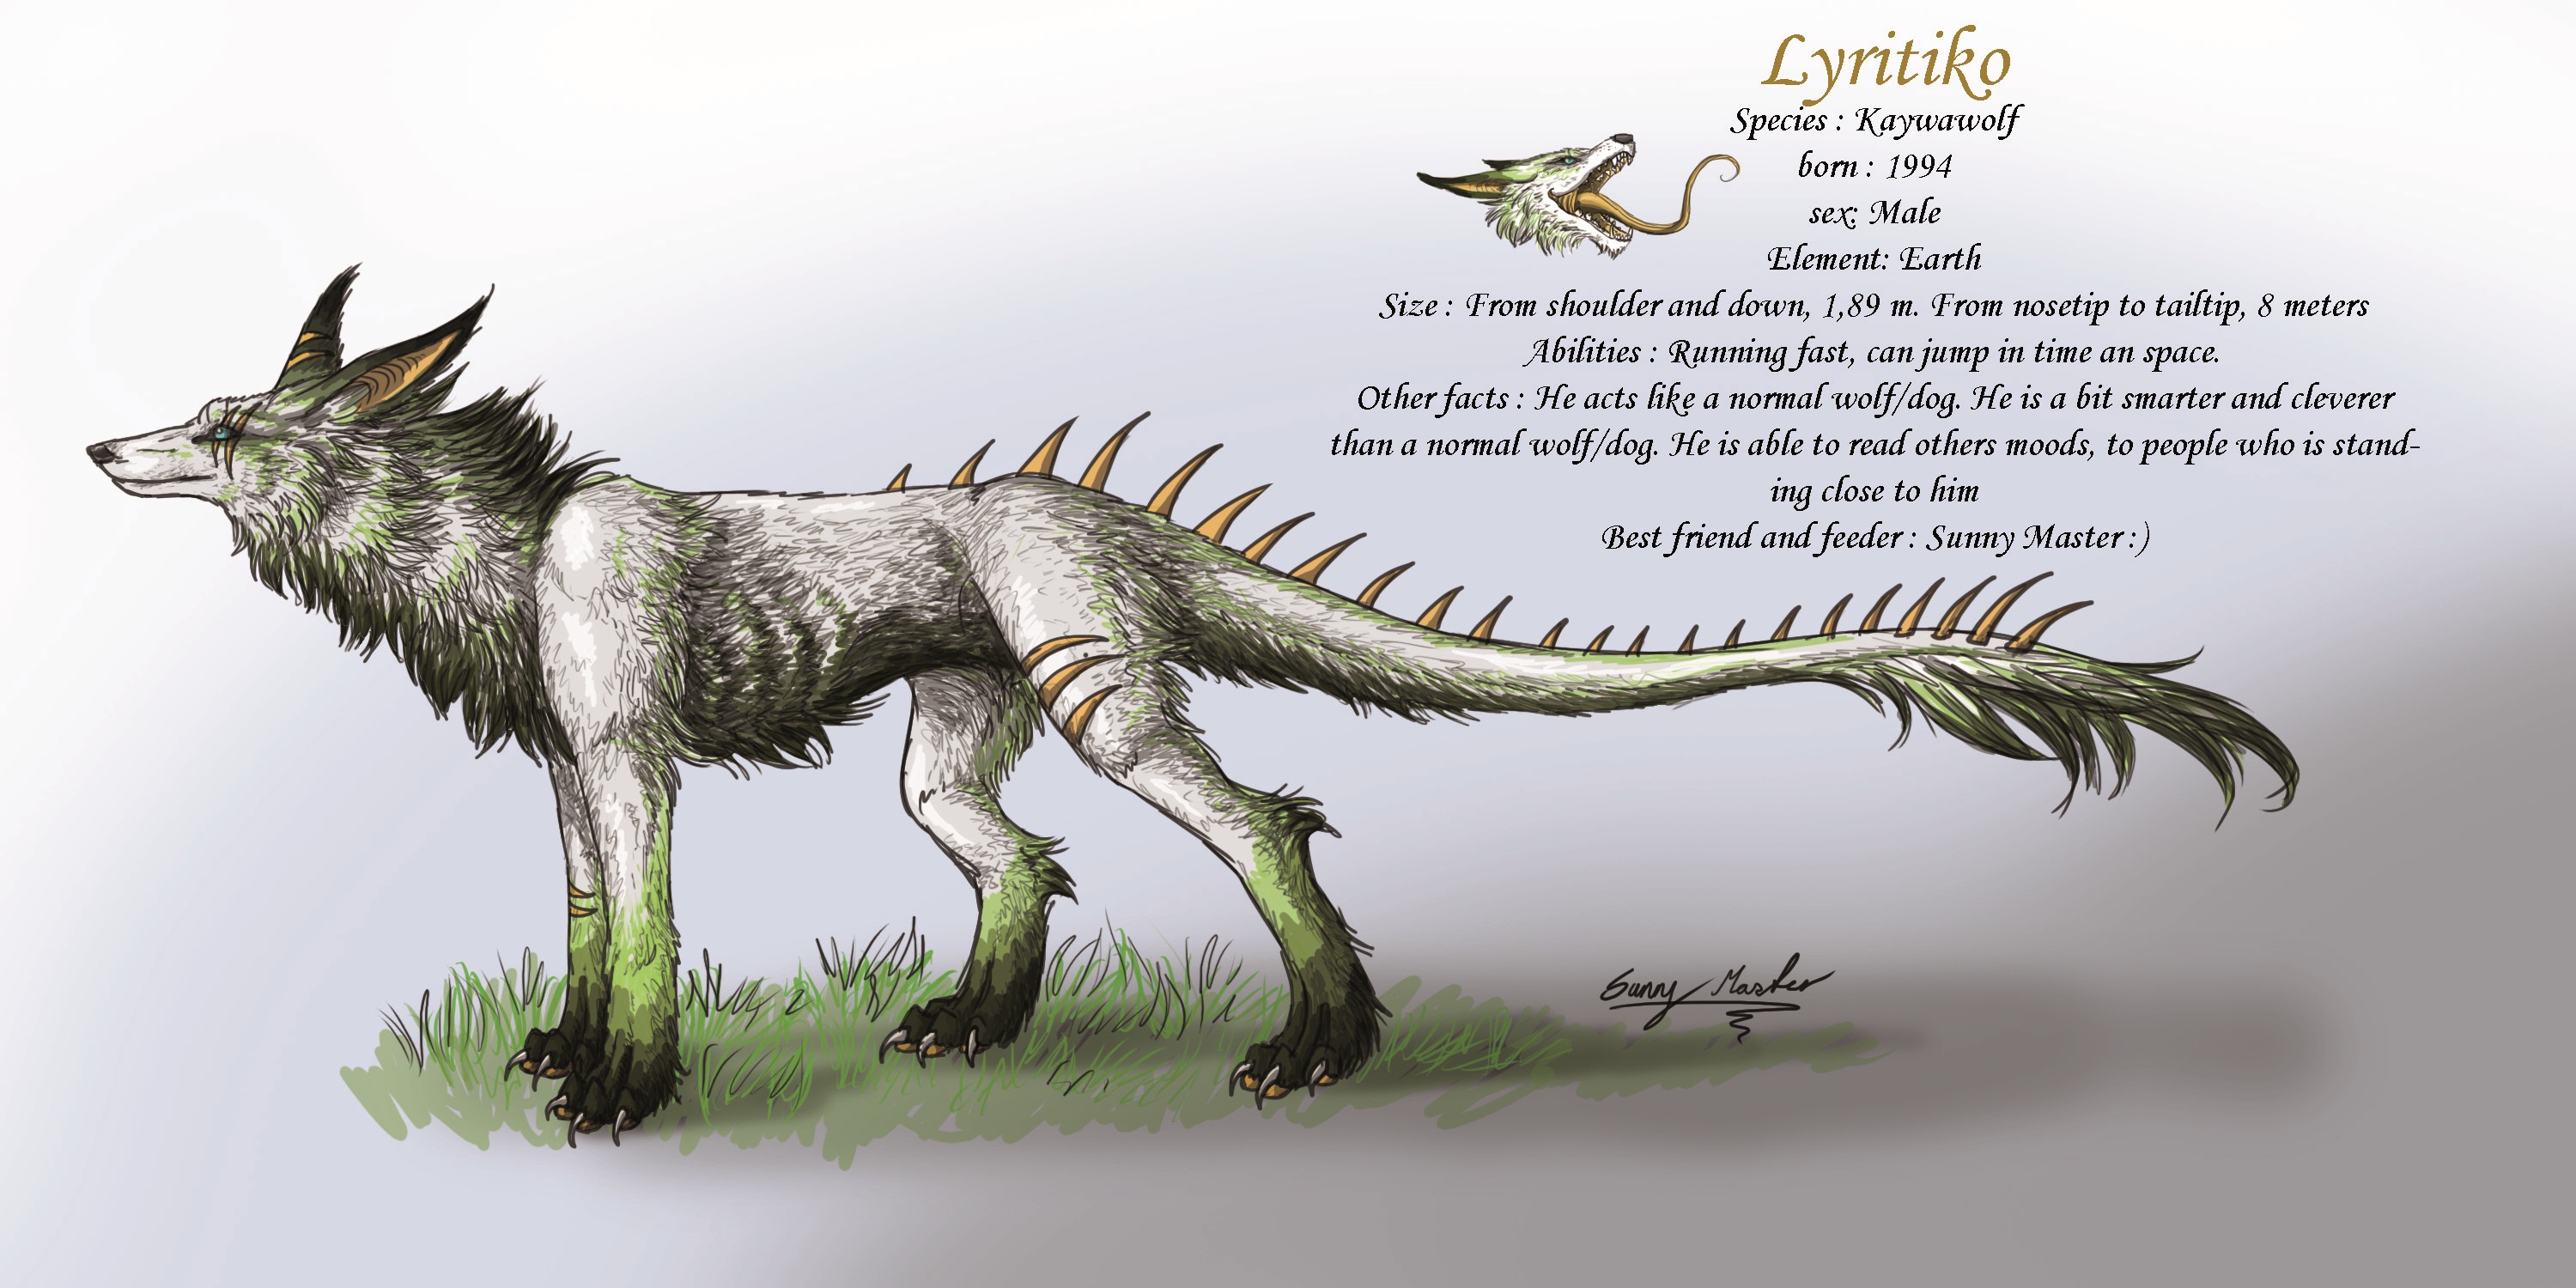 Lyritiko
Species : Kaywawolf
born : 1994
sex: Male
Element: Earth
Size : From shoulder and down, 1,89 m. From nosetip to tailtip, 8 meters
Abilities : Running fast, can jump in time an space.
Other facts : He acts like a normal wolf/dog. He is a bit smarter and cleverer
than a normal wolf/dog. He is able to read others moods, to people who is stand-
ing close to him
Best friend and feeder : Sunny Master :)
Sunny Master